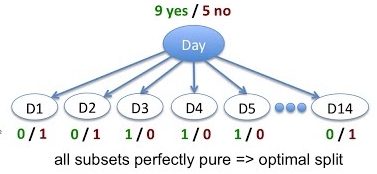 9 yes / 5 no
Day
D1 D2 D3 D4 D5 D14
0 / 1 0 / 1 1 / 0 1 / 0 1 / 0 0 / 1
all subsets perfectly pure => optimal split